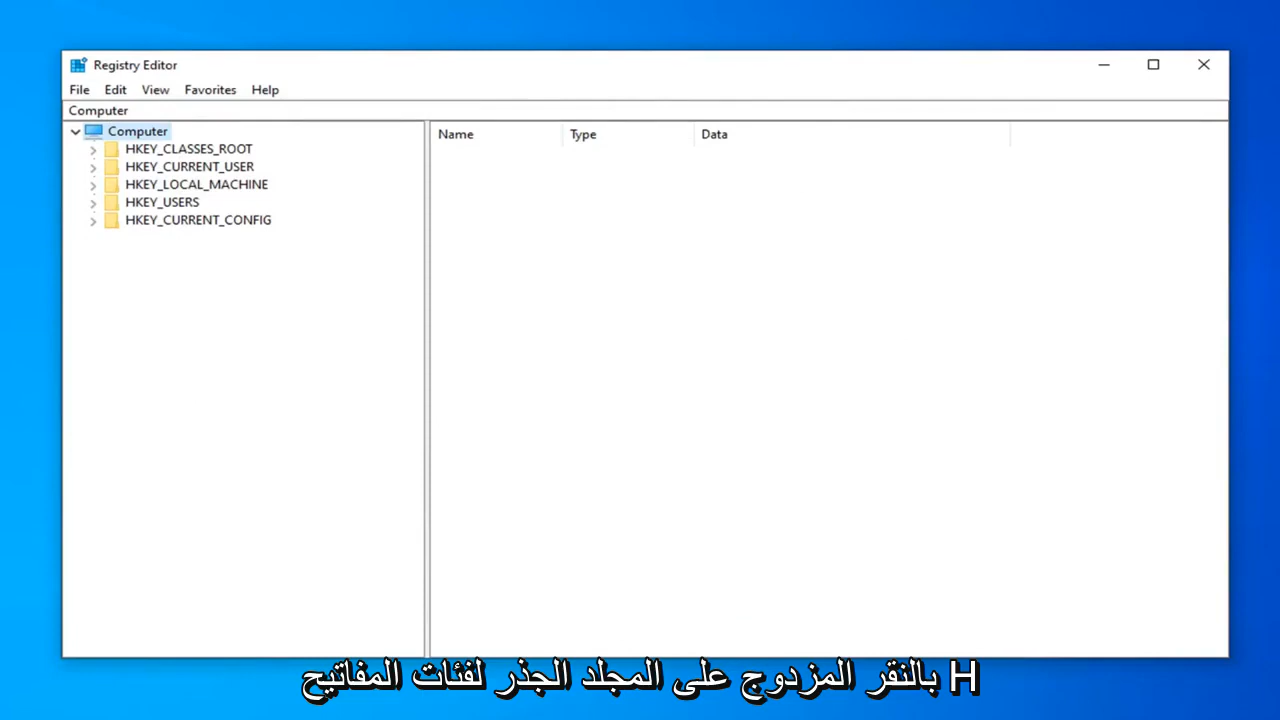 Registry Editor
File Edit View Favorites Help
Computer
Computer
HKEY_CLASSES_ROOT
HKEY_CURRENT_USER
HKEY_LOCAL_MACHINE
HKEY_USERS
HKEY_CURRENT_CONFIG
Name Type Data
H بالنقر المزدوج على المجلد الجذر لفئات المفاتيح